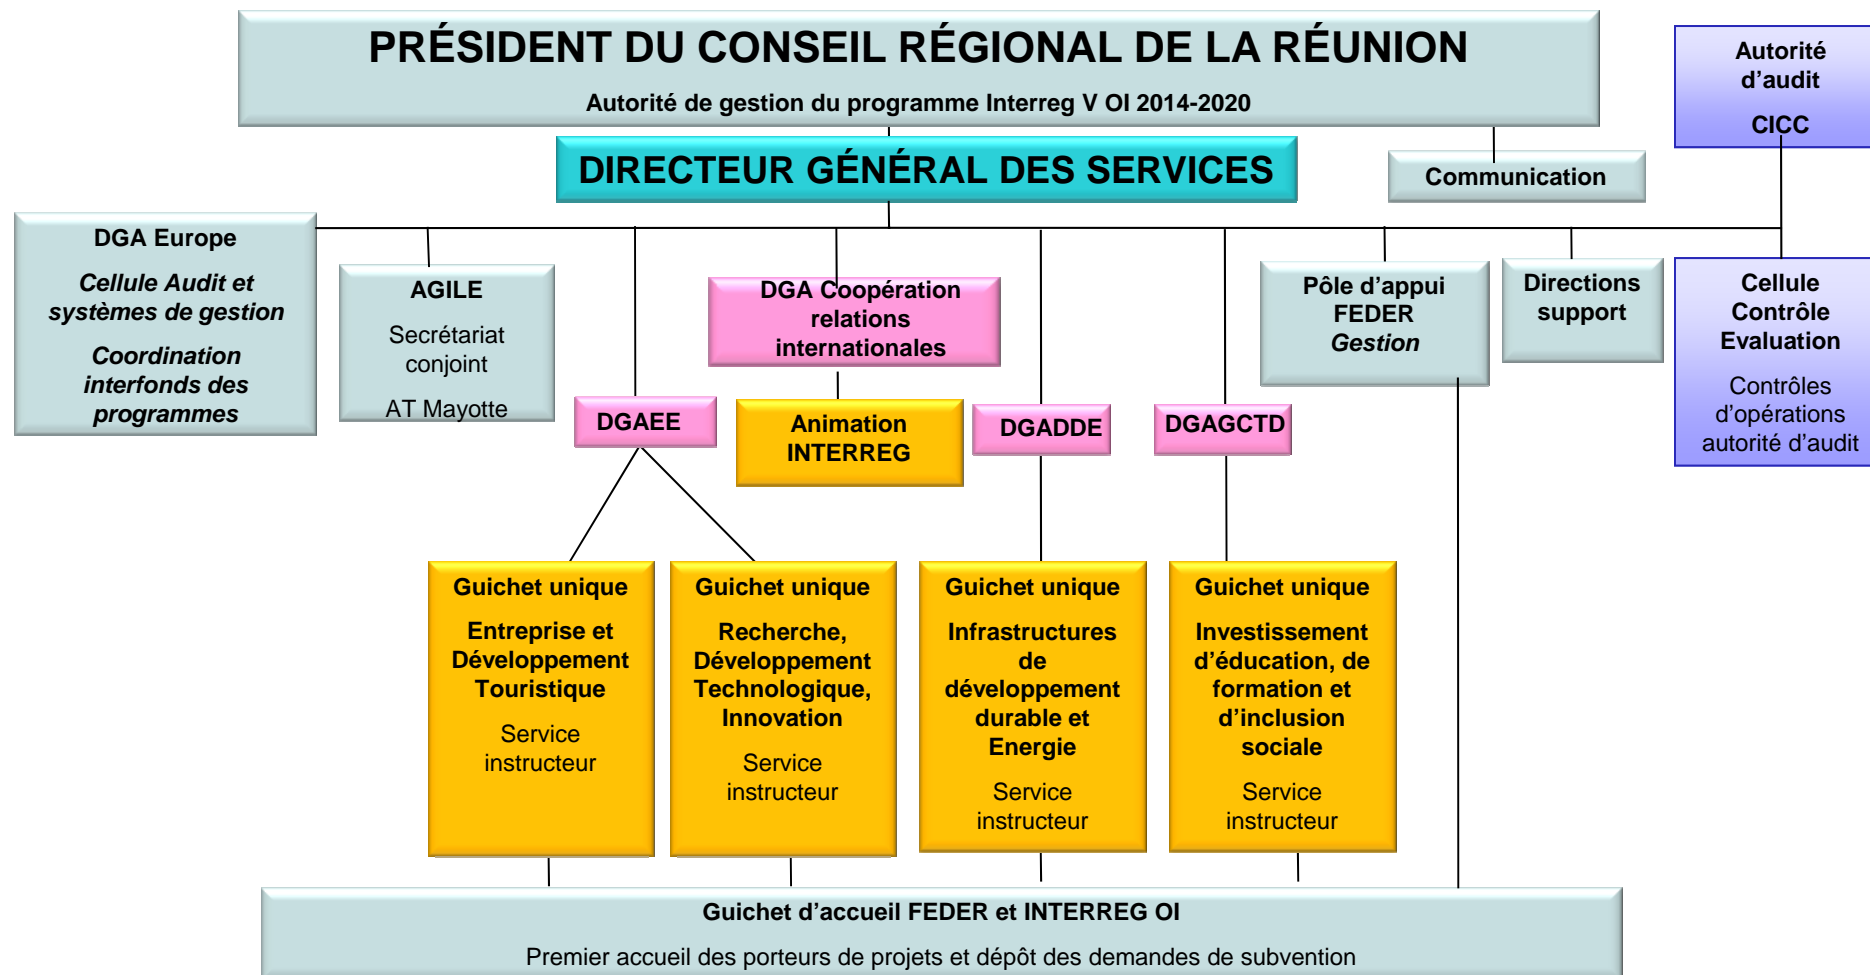 PRÉSIDENT DU CONSEIL RÉGIONAL DE LA RÉUNION
Autorité de gestion du programme Interreg V OI 2014-2020
Autorité
d'audit
CICC
DIRECTEUR GÉNÉRAL DES SERVICES
Communication
DGA Europe
Cellule Audit et
systèmes de gestion
Coordination
interfonds des
programmes
AGILE
Secrétariat
conjoint
AT Mayotte
DGA Coopération
relations
internationales
Pôle d'appui
FEDER
Gestion
Directions
support
Cellule
Contrôle
Evaluation
Contrôles
d'opérations
autorité d'audit
DGAEE
Animation
INTERREG
DGADDE
DGAGCTD
Guichet unique
Entreprise et
Développement
Touristique
Service
instructeur
Guichet unique
Recherche,
Développement
Technologique,
Innovation
Service
instructeur
Guichet unique
Infrastructures
de
développement
durable et
Energie
Service
instructeur
Guichet unique
Investissement
d'éducation, de
formation et
d'inclusion
sociale
Service
instructeur
Guichet d'accueil FEDER et INTERREG OI
Premier accueil des porteurs de projets et dépôt des demandes de subvention